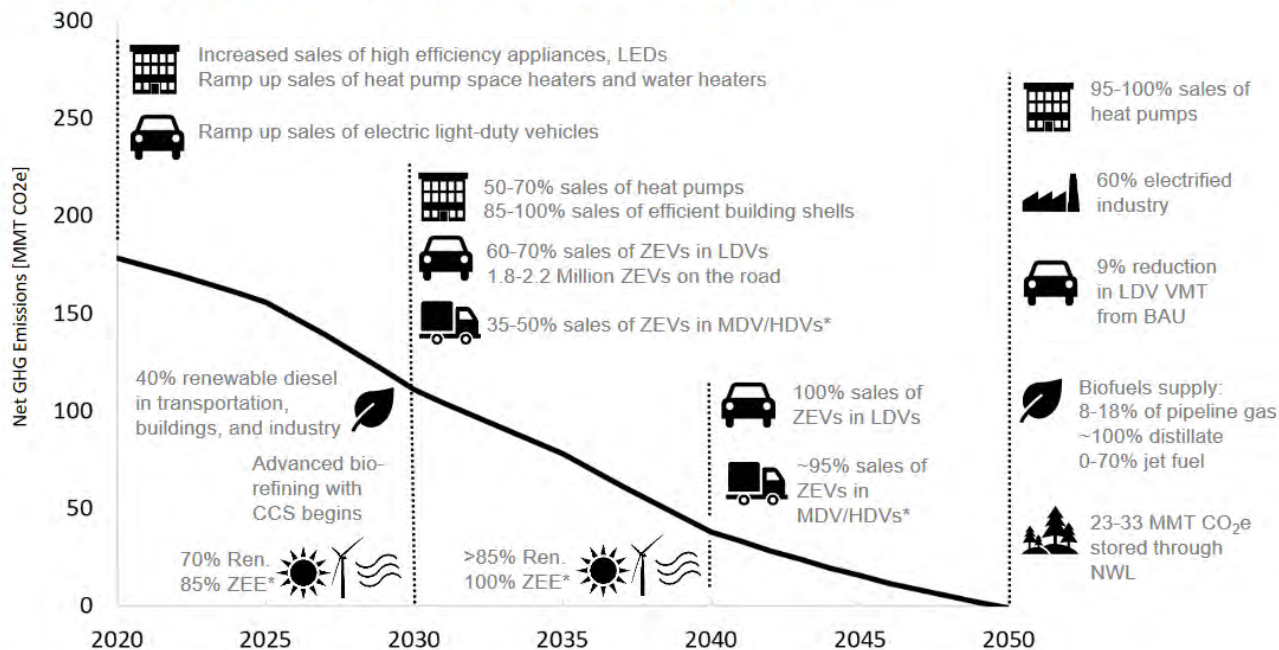 Net GHG Emissions [MMT CO2e]
300
250
200
150
100
50
0
Increased sales of high efficiency appliances, LEDs
Ramp up sales of heat pump space heaters and water heaters
Ramp up sales of electric light-duty vehicles
40% renewable diesel
in transportation,
buildings, and industry
Advanced bio-
refining with
CCS begins
70% Ren.
85% ZEE*
50-70% sales of heat pumps
85-100% sales of efficient building shells
60-70% sales of ZEVs in LDVs
1.8-2.2 Million ZEVs on the road
35-50% sales of ZEVs in MDV/HDVs*
>85% Ren.
100% ZEE*
100% sales of
ZEVs in LDVs
~95% sales of
ZEVs in
MDV/HDVs*
95-100% sales of
heat pumps
60% electrified
industry
9% reduction
in LDV VMT
from BAU
Biofuels supply:
8-18% of pipeline gas
~100% distillate
0-70% jet fuel
23-33 MMT CO₂e
stored through
NWL
2020
2025
2030
2035
2040
2045
2050